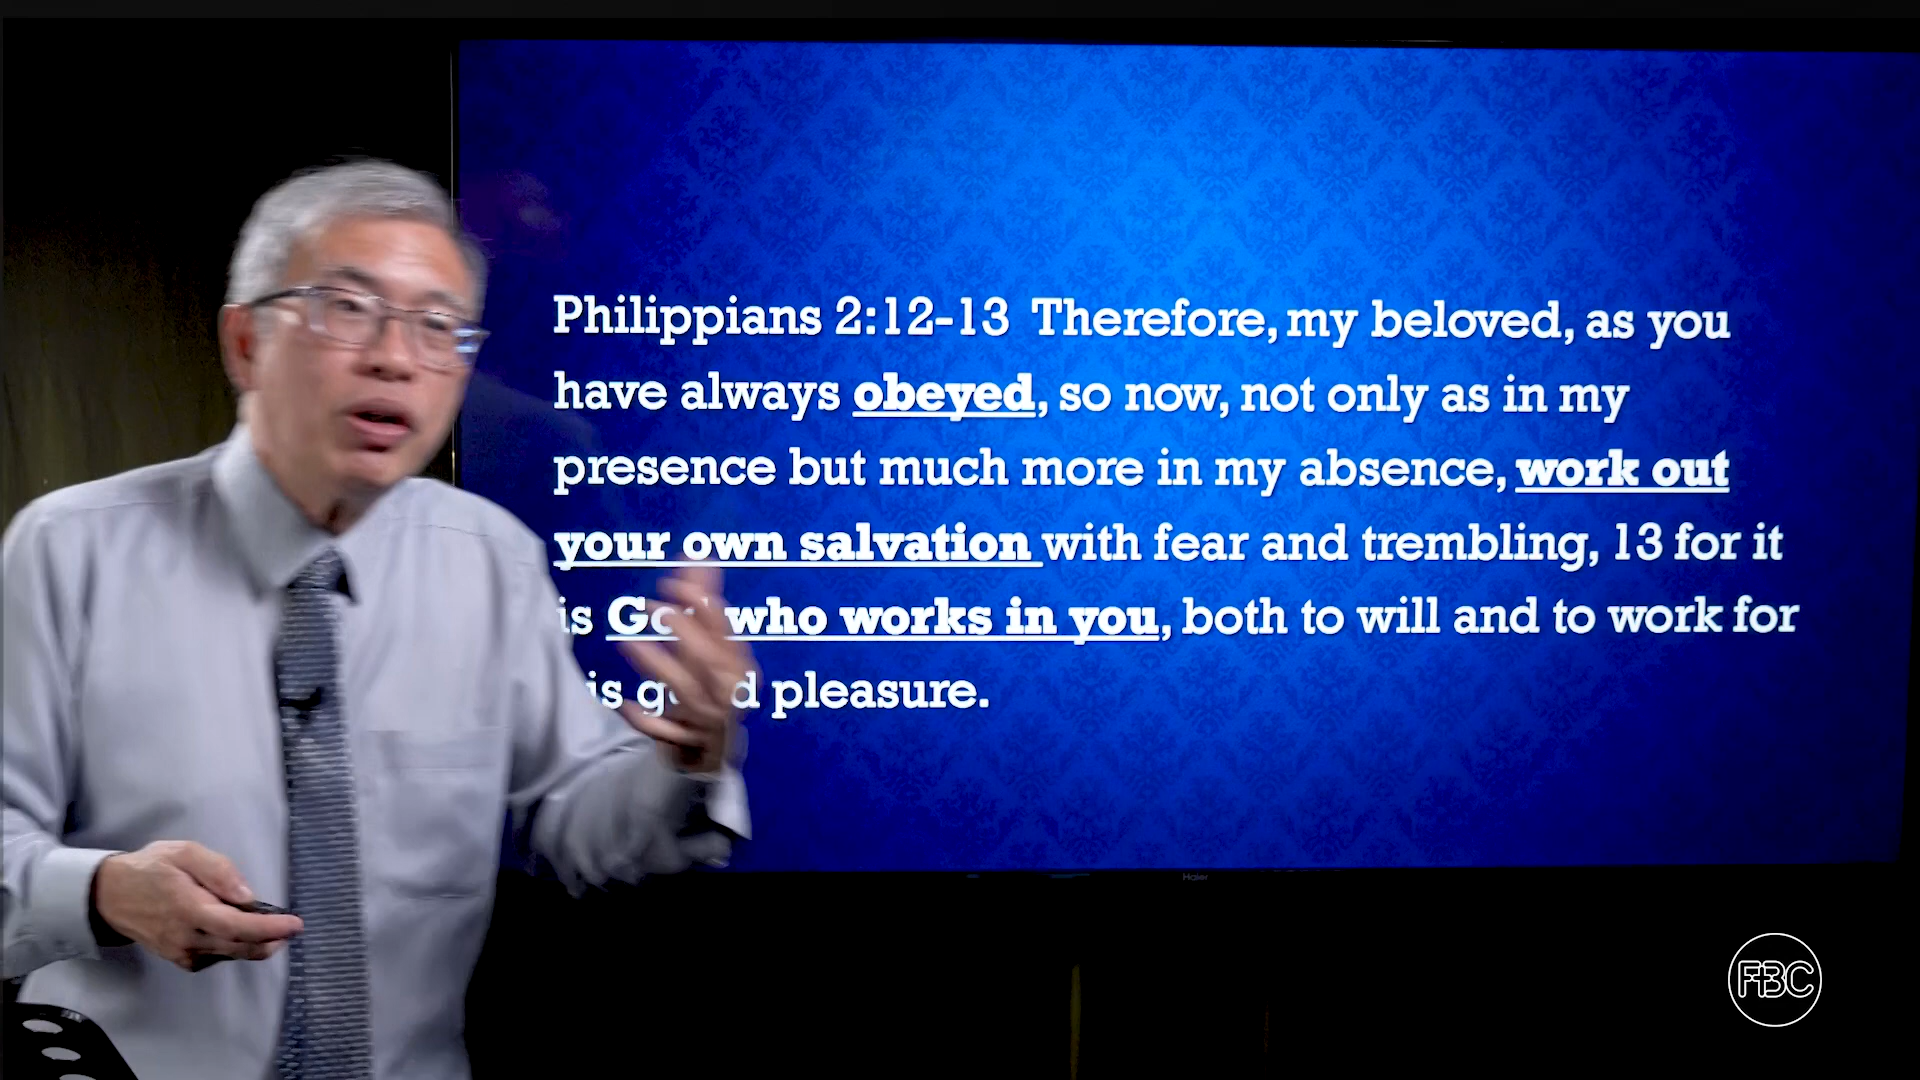 Philippians 2:12-13 Therefore, my beloved, as you
have always obeyed, so now, not only as in my
presence but much more in my absence, work out
your own salvation with fear and trembling, 13 for it
is who works in you, both to will and to work for
pleasure.
Haier
FBC